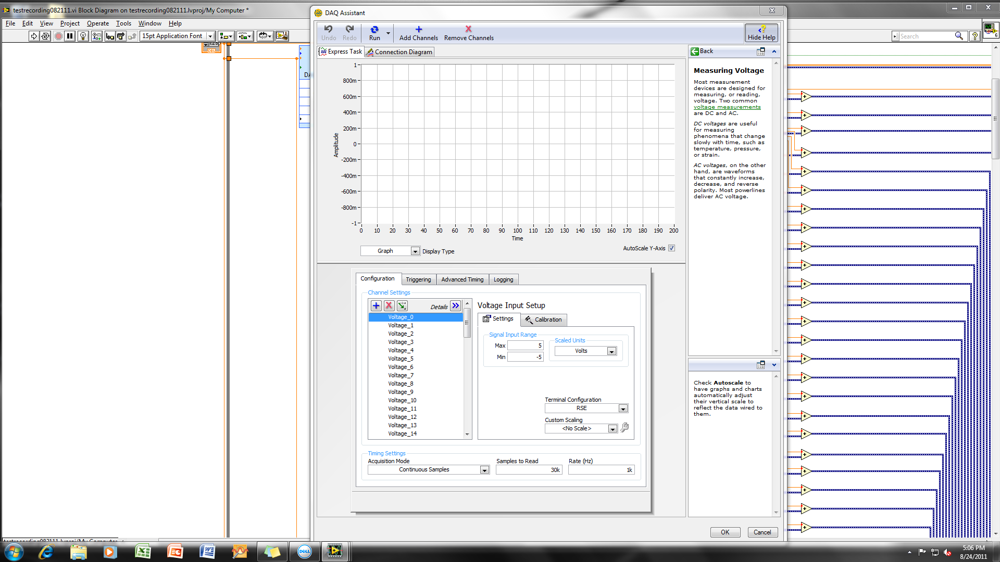 testrecording082111.vi Block Diagram on testrecording082111.lvproj/My Computer *
File Edit View Project Operate Tools Window Help
15pt Application Font
Search
6
DBL
DAQ Assistant
Undo Redo Run Add Channels Remove Channels Hide Help
Express Task Connection Diagram
1
800m
600m
400m
200m
0
-200m
-400m
-600m
-800m
-1
Amplitude
0 10 20 30 40 50 60 70 80 90 100 110 120 130 140 150 160 170 180 190 200
Time
Graph Display Type
AutoScale Y-Axis
Configuration Triggering Advanced Timing Logging
Channel Settings
Details
Voltage_0
Voltage_1
Voltage_2
Voltage_3
Voltage_4
Voltage_5
Voltage_6
Voltage_7
Voltage_8
Voltage_9
Voltage_10
Voltage_11
Voltage_12
Voltage_13
Voltage_14
Voltage Input Setup
Settings Calibration
Signal Input Range
Max 5
Min -5
Scaled Units
Volts
Terminal Configuration
RSE
Custom Scaling
<No Scale>
Timing Settings
Acquisition Mode Samples to Read Rate (Hz)
Continuous Samples 30k 1k
Back
Measuring Voltage
Most measurement
devices are designed for
measuring, or reading,
voltage. Two common
voltage measurements
are DC and AC.
DC voltages are useful
for measuring
phenomena that change
slowly with time, such as
temperature, pressure,
or strain.
AC voltages, on the other
hand, are waveforms
that constantly increase,
decrease, and reverse
polarity. Most powerlines
deliver AC voltage.
Check Autoscale to
have graphs and charts
automatically adjust
their vertical scale to
reflect the data wired to
them.
OK Cancel
testrecording082111.lvproj/My Computer
DELL
5:06 PM
8/24/2011